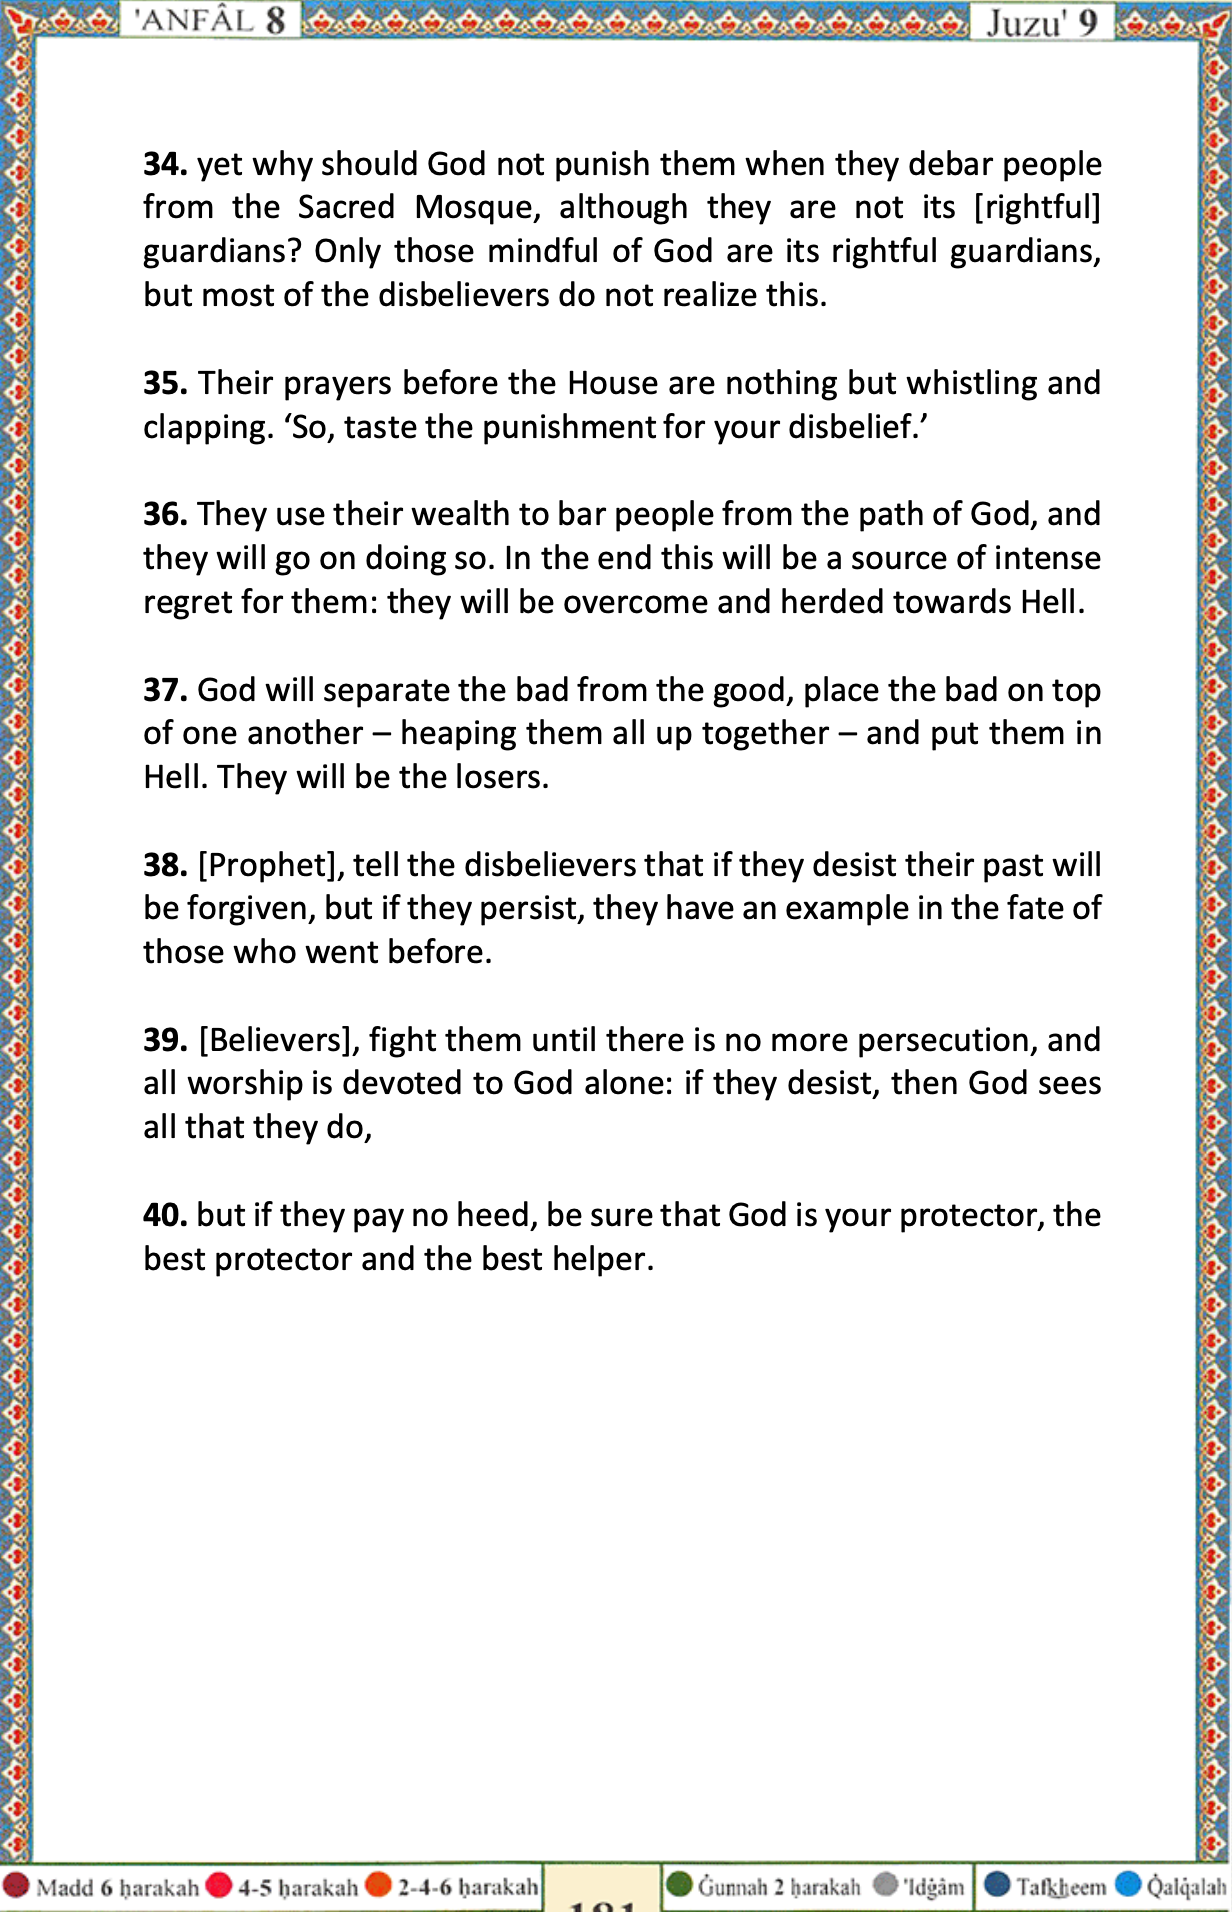 'ANFÂL 8
Juzu' 9
34. yet why should God not punish them when they debar people
from the Sacred Mosque, although they are not its [rightful]
guardians? Only those mindful of God are its rightful guardians,
but most of the disbelievers do not realize this.
35. Their prayers before the House are nothing but whistling and
clapping. ‘So, taste the punishment for your disbelief.’
36. They use their wealth to bar people from the path of God, and
they will go on doing so. In the end this will be a source of intense
regret for them: they will be overcome and herded towards Hell.
37. God will separate the bad from the good, place the bad on top
of one another – heaping them all up together – and put them in
Hell. They will be the losers.
38. [Prophet], tell the disbelievers that if they desist their past will
be forgiven, but if they persist, they have an example in the fate of
those who went before.
39. [Believers], fight them until there is no more persecution, and
all worship is devoted to God alone: if they desist, then God sees
all that they do,
40. but if they pay no heed, be sure that God is your protector, the
best protector and the best helper.
Madd 6 ḥarakah 4-5 ḥarakah 2-4-6 ḥarakah 181 Ġunnah 2 ḥarakah 'Idġâm Tafk͟heem Q̇alq̇alah